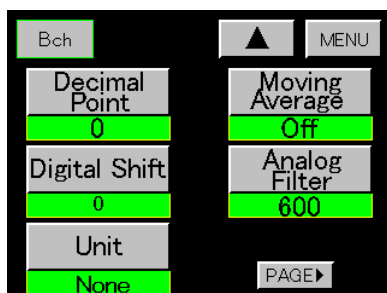 Bch
▲
MENU
Decimal
Point
0
Moving
Average
Off
Digital Shift
0
Analog
Filter
600
Unit
None
PAGE▶